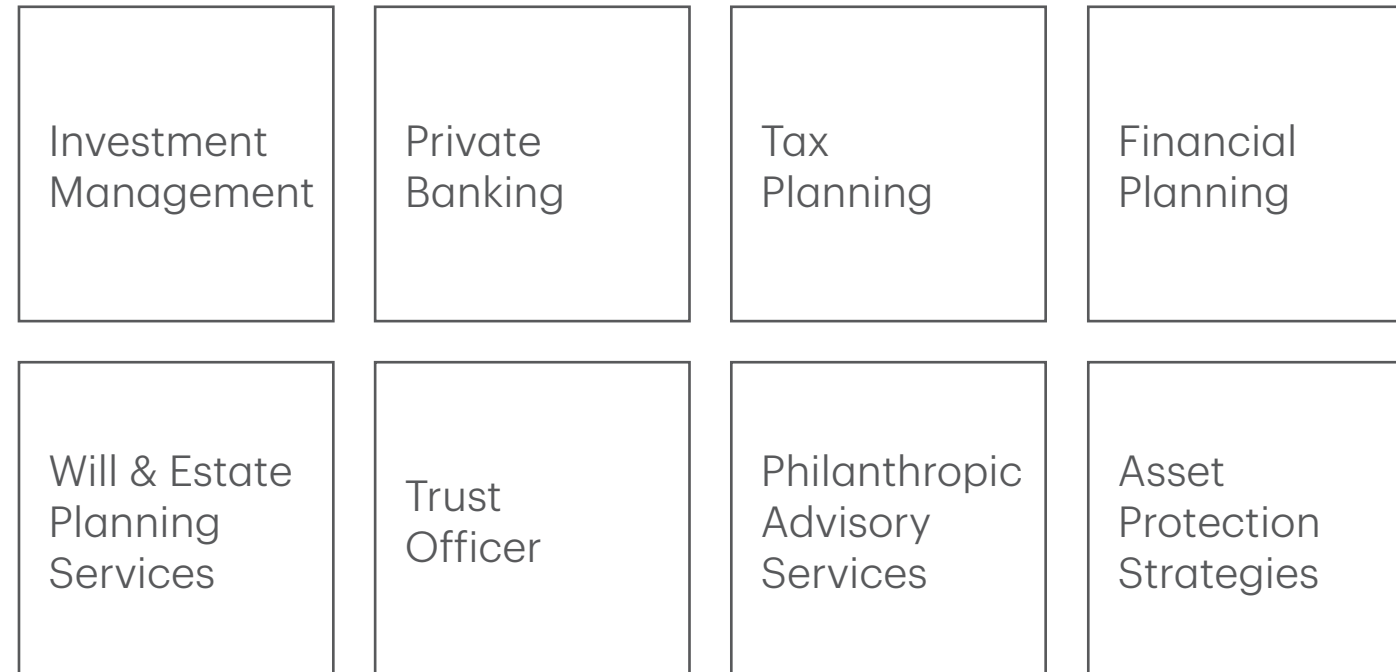 Investment
Management
Private
Banking
Tax
Planning
Financial
Planning
Will & Estate
Planning
Services
Trust
Officer
Philanthropic
Advisory
Services
Asset
Protection
Strategies